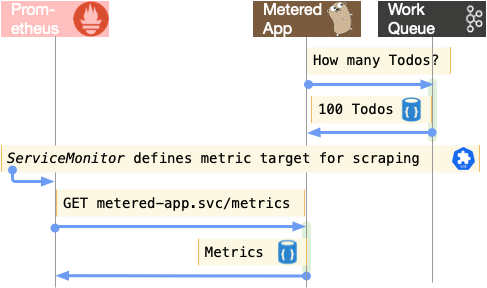 Prom-
etheus
Metered
App
Work
Queue
How many Todos?
100 Todos
ServiceMonitor defines metric target for scraping
GET metered-app.svc/metrics
Metrics